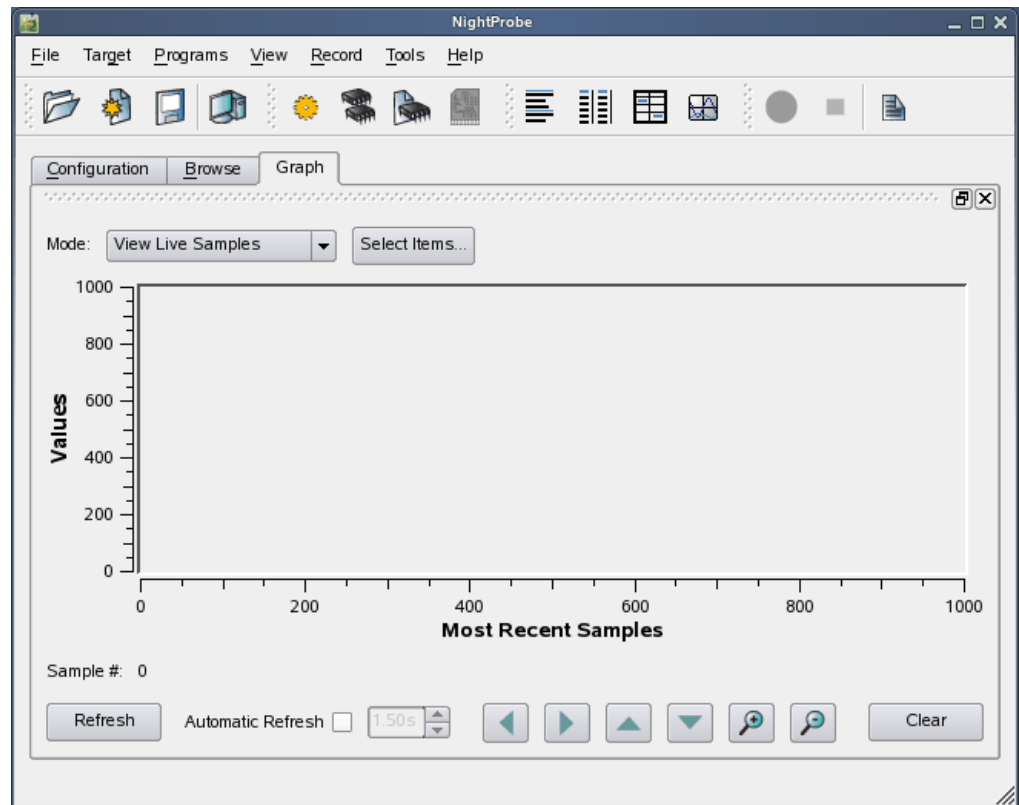 NightProbe
File Target Programs View Record Tools Help
Configuration Browse Graph
Mode: View Live Samples Select Items...
1000
800
600
400
200
0
Values
0 200 400 600 800 1000
Most Recent Samples
Sample #: 0
Refresh Automatic Refresh 1.50s Clear